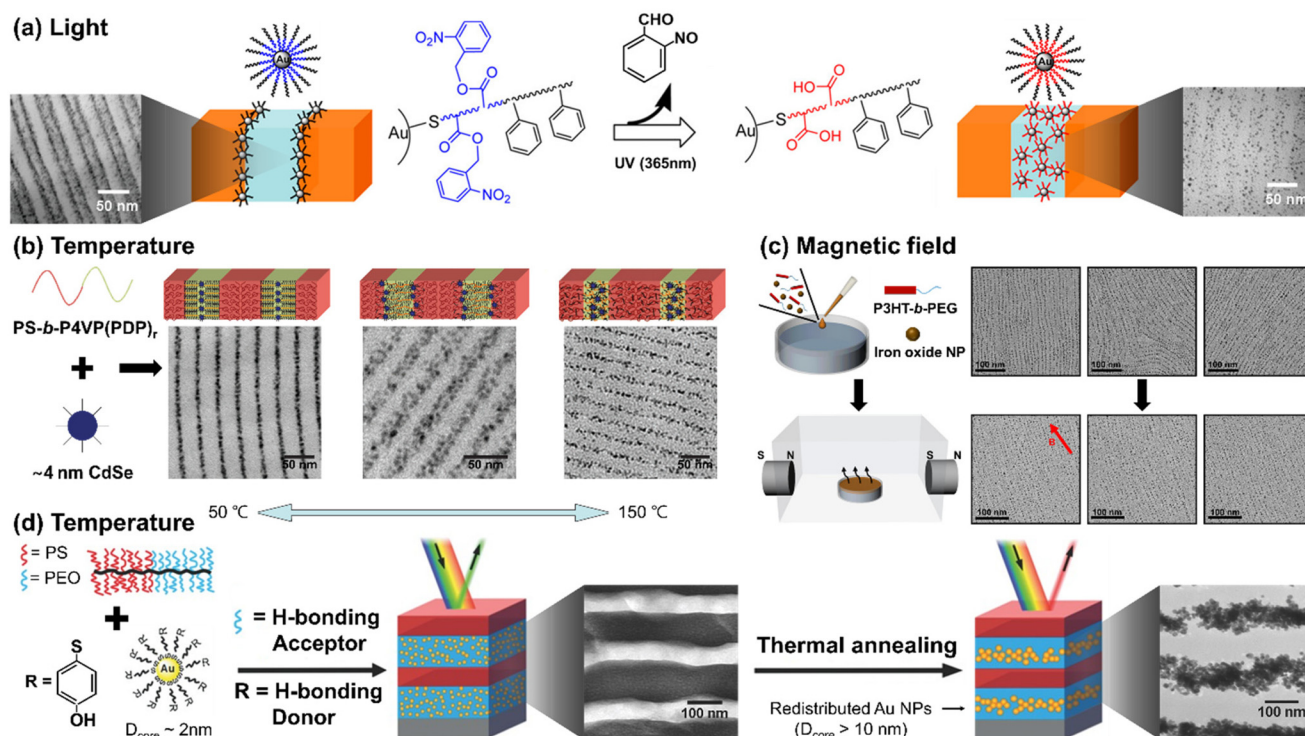 (a) Light
Au
50 nm
NO₂
O
O
Au
S
O
O
NO₂
CHO
NO
UV (365nm)
HO
O
Au
S
O
OH
Au
50 nm
(b) Temperature
PS-b-P4VP(PDP)r
+
~4 nm CdSe
50 nm
50 nm
50 nm
50 ℃
150 ℃
(c) Magnetic field
P3HT-b-PEG
Iron oxide NP
S N
S N
100 nm
100 nm
100 nm
B
100 nm
100 nm
100 nm
(d) Temperature
= PS
= PEO
+
R =
S
OH
R R R R R R R R R R
Au
Dcore ~ 2nm
= H-bonding
Acceptor
R = H-bonding
Donor
100 nm
Thermal annealing
Redistributed Au NPs
(Dcore > 10 nm)
100 nm